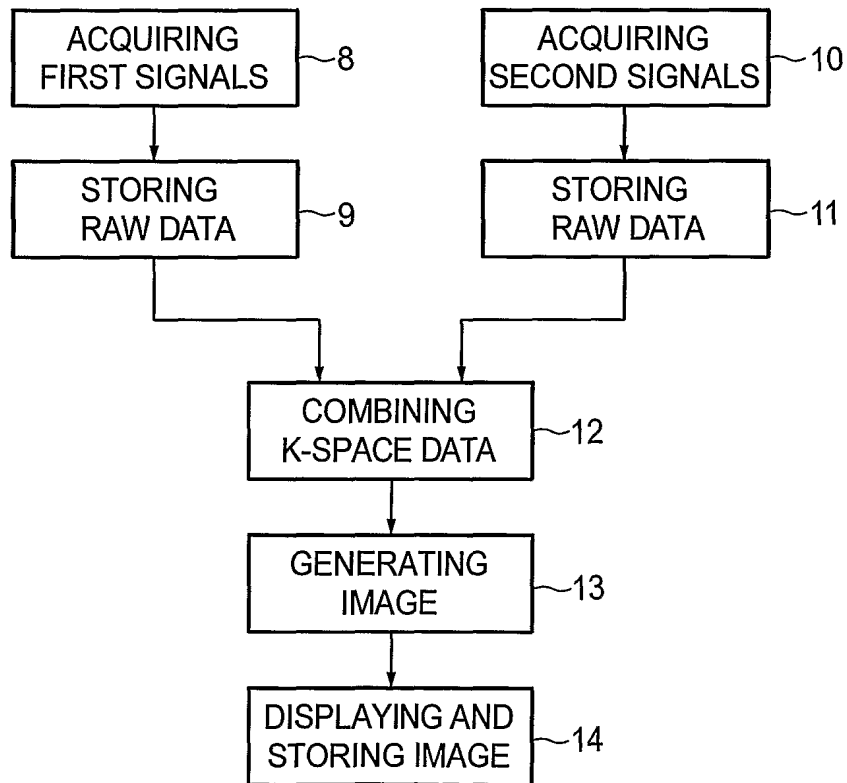 ACQUIRING
FIRST SIGNALS
8
ACQUIRING
SECOND SIGNALS
10
STORING
RAW DATA
9
STORING
RAW DATA
11
COMBINING
K-SPACE DATA
12
GENERATING
IMAGE
13
DISPLAYING AND
STORING IMAGE
14